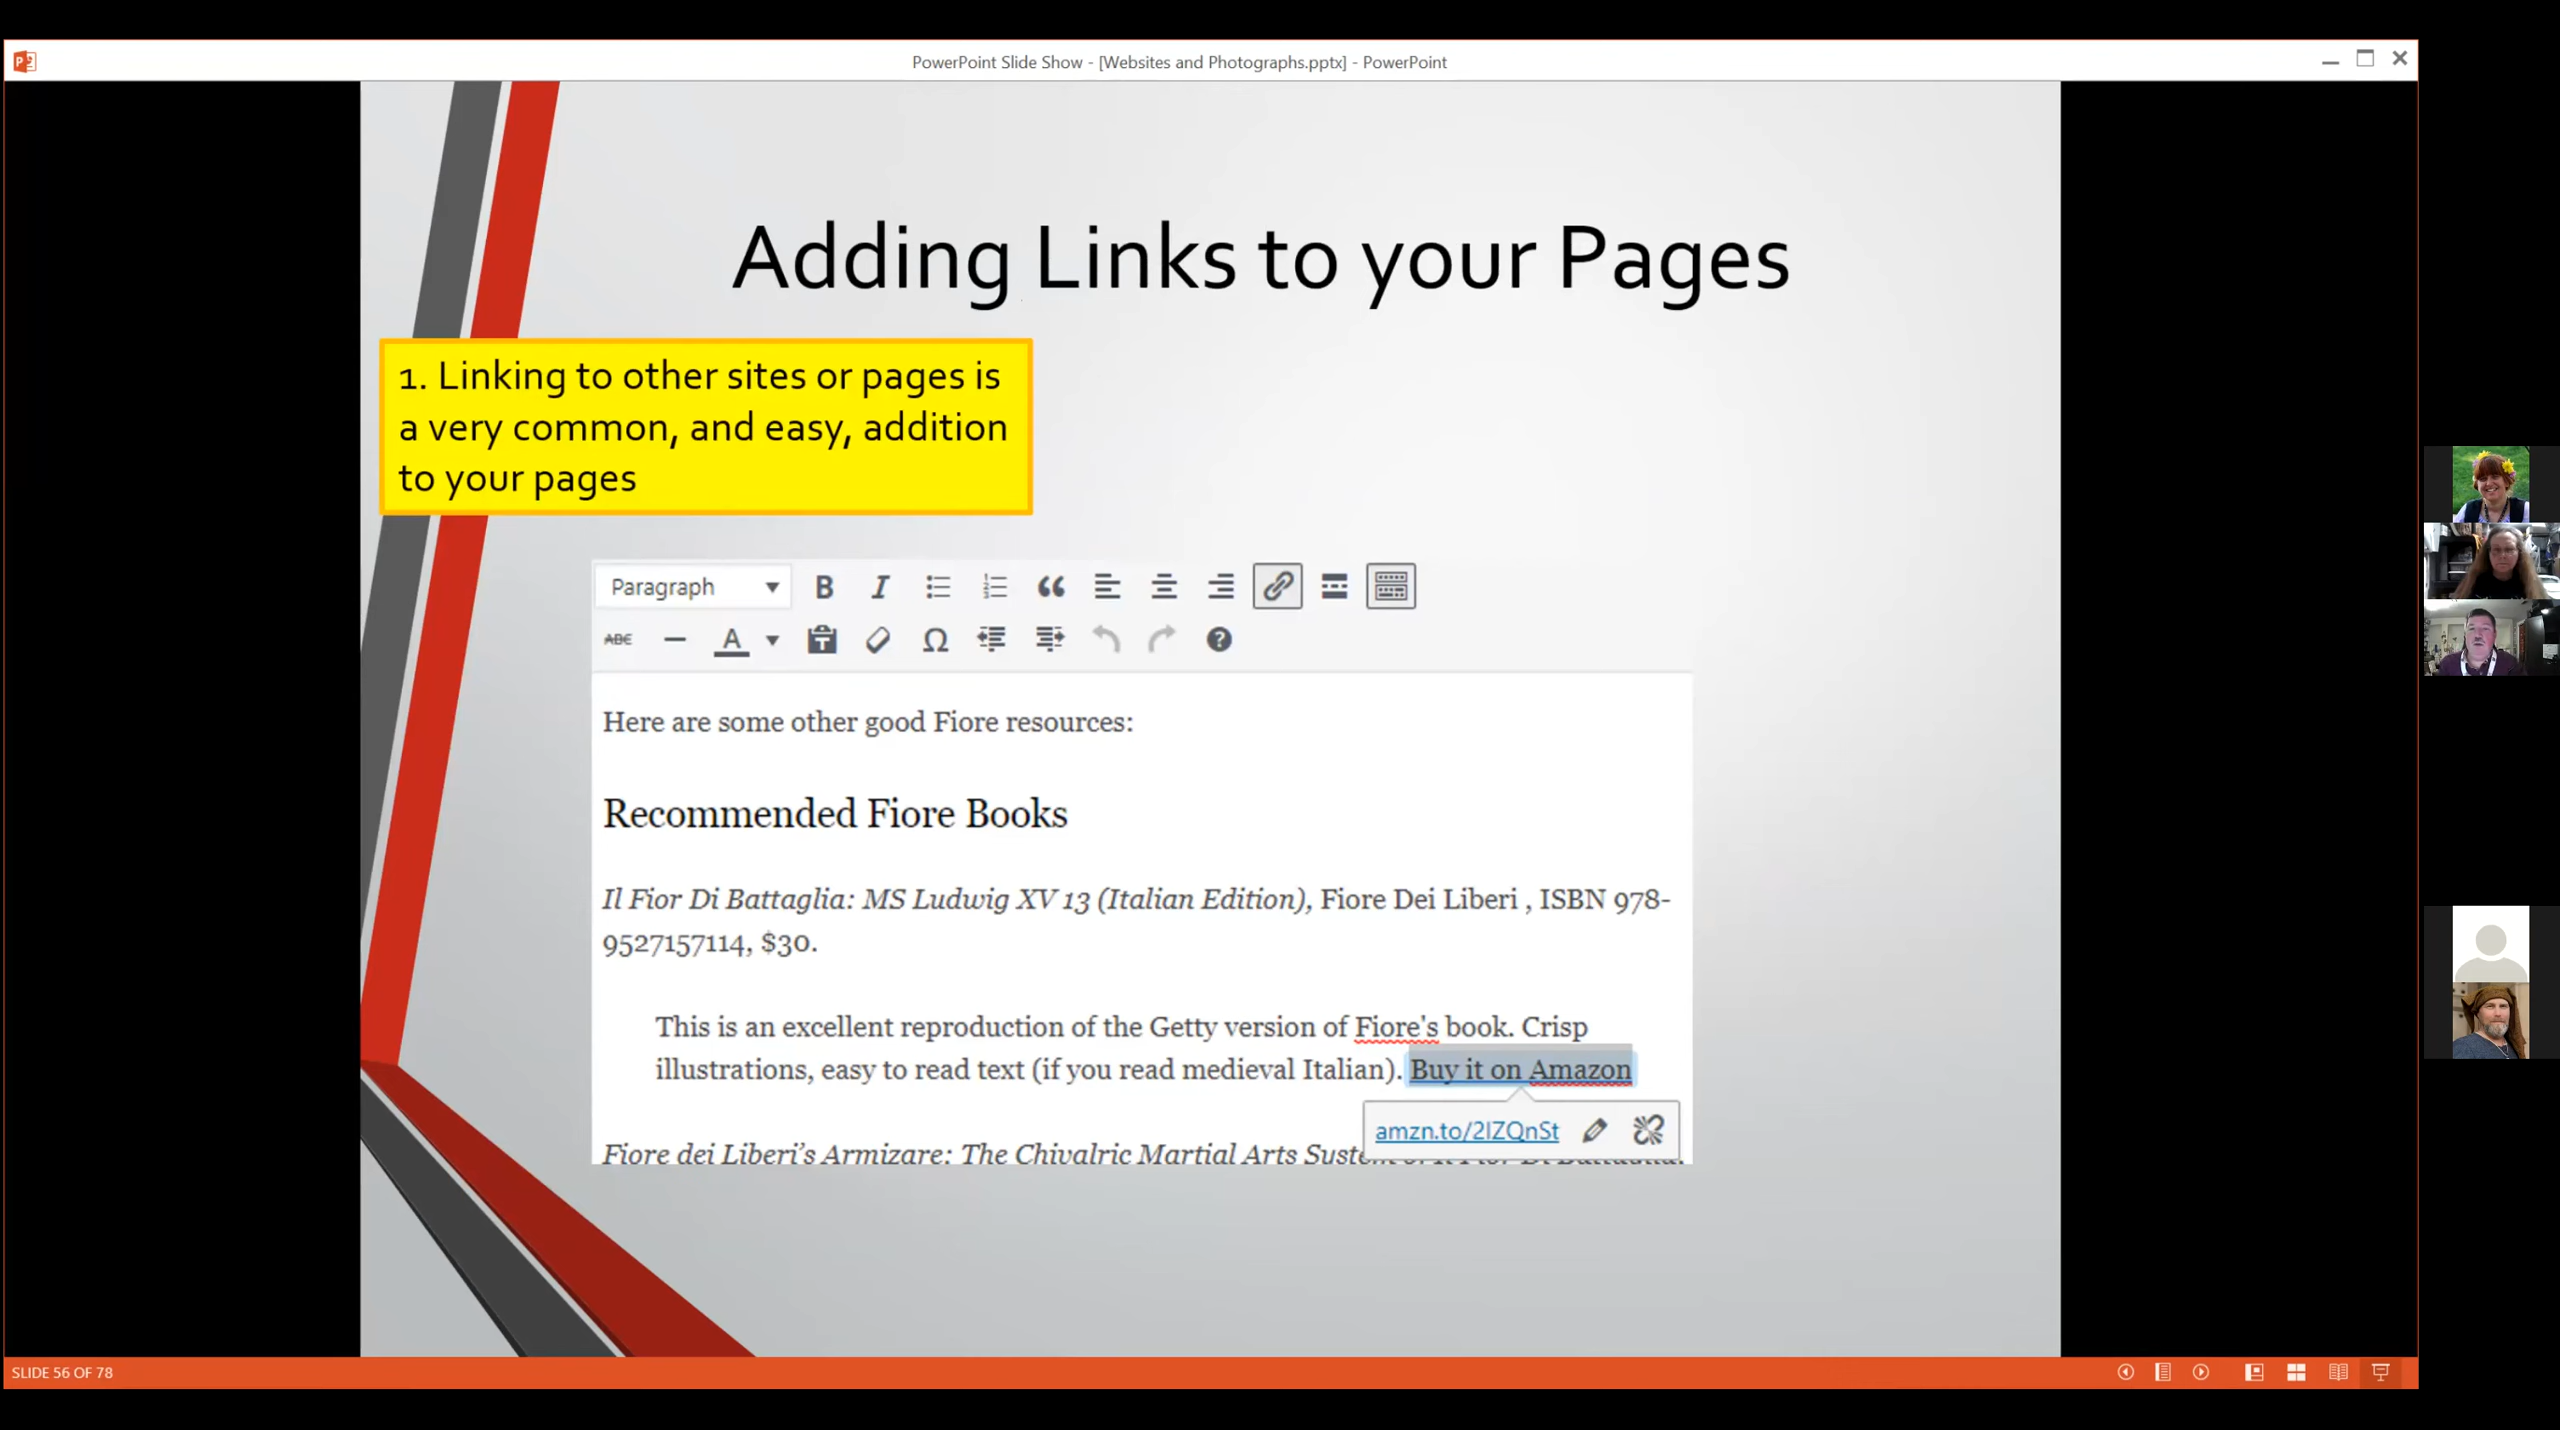 PowerPoint Slide Show - [Websites and Photographs.pptx] - PowerPoint
Adding Links to your Pages
1. Linking to other sites or pages is
a very common, and easy, addition
to your pages
Paragraph
ABC A
Here are some other good Fiore resources:
Recommended Fiore Books
Il Fior Di Battaglia: MS Ludwig XV 13 (Italian Edition), Fiore Dei Liberi , ISBN 978-
9527157114, $30.
This is an excellent reproduction of the Getty version of Fiore's book. Crisp
illustrations, easy to read text (if you read medieval Italian). Buy it on Amazon
amzn.to/2IZQnSt
Fiore dei Liberi’s Armizare: The Chivalric Martial Arts
SLIDE 56 OF 78